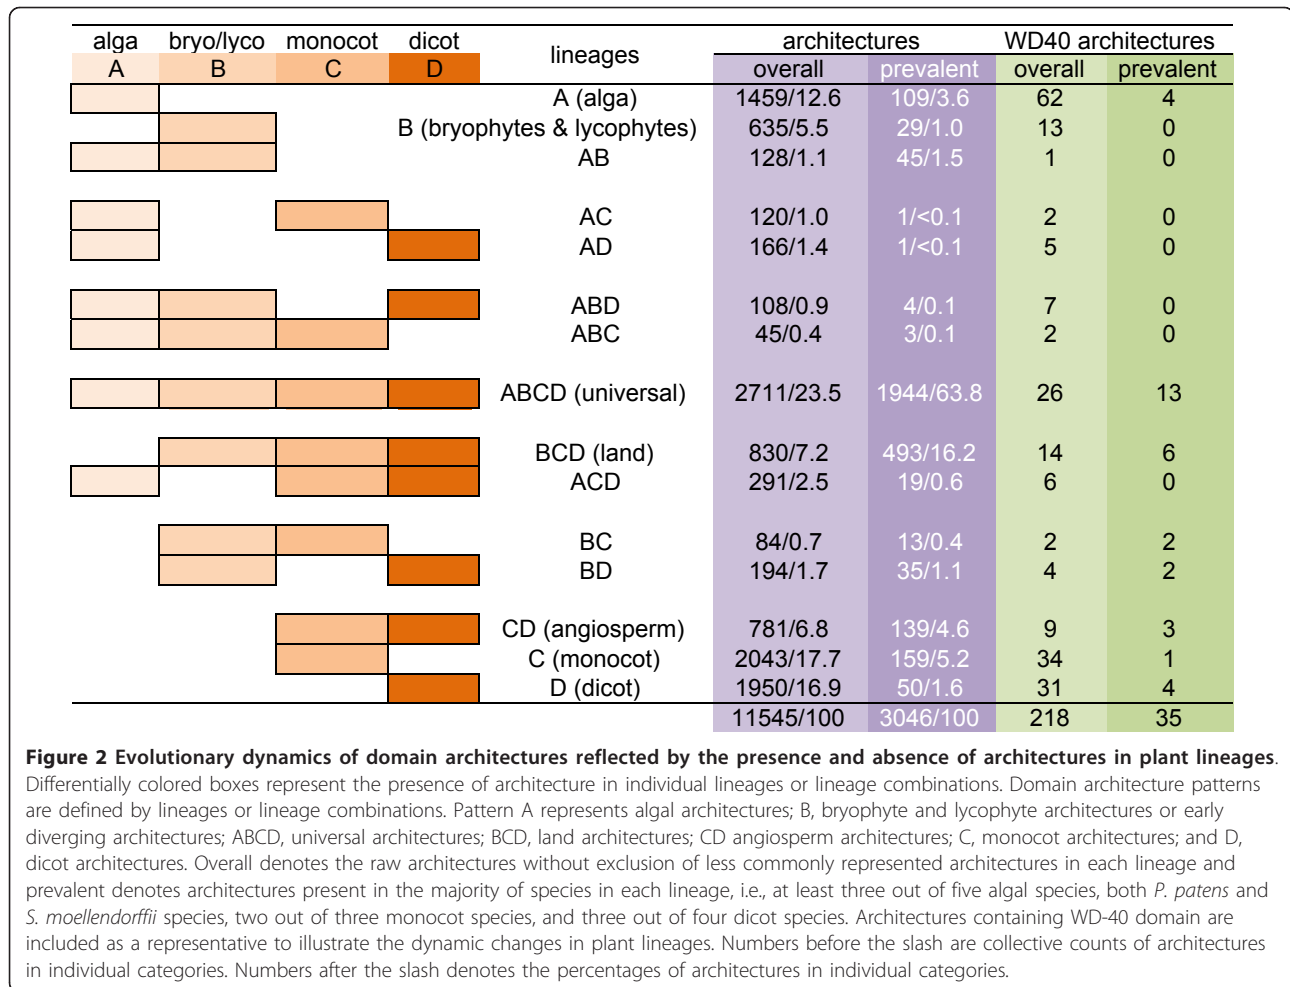 alga bryo/lyco monocot dicot lineages architectures WD40 architectures
A B C D overall prevalent overall prevalent
A (alga) 1459/12.6 109/3.6 62 4
B (bryophytes & lycophytes) 635/5.5 29/1.0 13 0
AB 128/1.1 45/1.5 1 0
AC 120/1.0 1/<0.1 2 0
AD 166/1.4 1/<0.1 5 0
ABD 108/0.9 4/0.1 7 0
ABC 45/0.4 3/0.1 2 0
ABCD (universal) 2711/23.5 1944/63.8 26 13
BCD (land) 830/7.2 493/16.2 14 6
ACD 291/2.5 19/0.6 6 0
BC 84/0.7 13/0.4 2 2
BD 194/1.7 35/1.1 4 2
CD (angiosperm) 781/6.8 139/4.6 9 3
C (monocot) 2043/17.7 159/5.2 34 1
D (dicot) 1950/16.9 50/1.6 31 4
11545/100 3046/100 218 35
Figure 2 Evolutionary dynamics of domain architectures reflected by the presence and absence of architectures in plant lineages.
Differentially colored boxes represent the presence of architecture in individual lineages or lineage combinations. Domain architecture patterns
are defined by lineages or lineage combinations. Pattern A represents algal architectures; B, bryophyte and lycophyte architectures or early
diverging architectures; ABCD, universal architectures; BCD, land architectures; CD angiosperm architectures; C, monocot architectures; and D,
dicot architectures. Overall denotes the raw architectures without exclusion of less commonly represented architectures in each lineage and
prevalent denotes architectures present in the majority of species in each lineage, i.e., at least three out of five algal species, both P. patens and
S. moellendorffii species, two out of three monocot species, and three out of four dicot species. Architectures containing WD-40 domain are
included as a representative to illustrate the dynamic changes in plant lineages. Numbers before the slash are collective counts of architectures
in individual categories. Numbers after the slash denotes the percentages of architectures in individual categories.